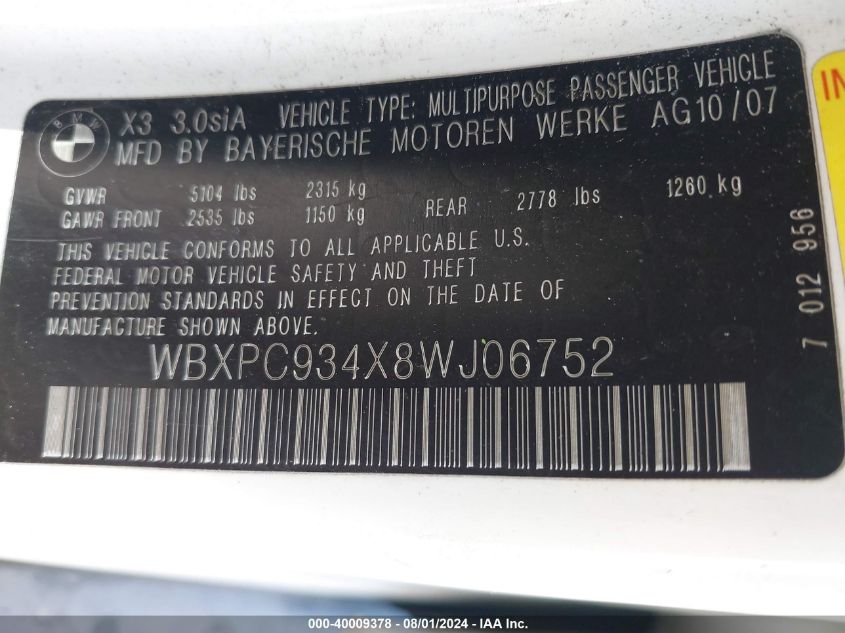 BMW
X3 3.0siA VEHICLE TYPE: MULTIPURPOSE PASSENGER VEHICLE
MFD BY BAYERISCHE MOTOREN WERKE AG10/07
GVWR 5104 lbs 2315 kg
GAWR FRONT 2535 lbs 1150 kg REAR 2778 lbs 1260 kg
THIS VEHICLE CONFORMS TO ALL APPLICABLE U.S.
FEDERAL MOTOR VEHICLE SAFETY AND THEFT
PREVENTION STANDARDS IN EFFECT ON THE DATE OF
MANUFACTURE SHOWN ABOVE.
WBXPC934X8WJ06752
7 012 956
000-40009378 - 08/01/2024 - IAA Inc.